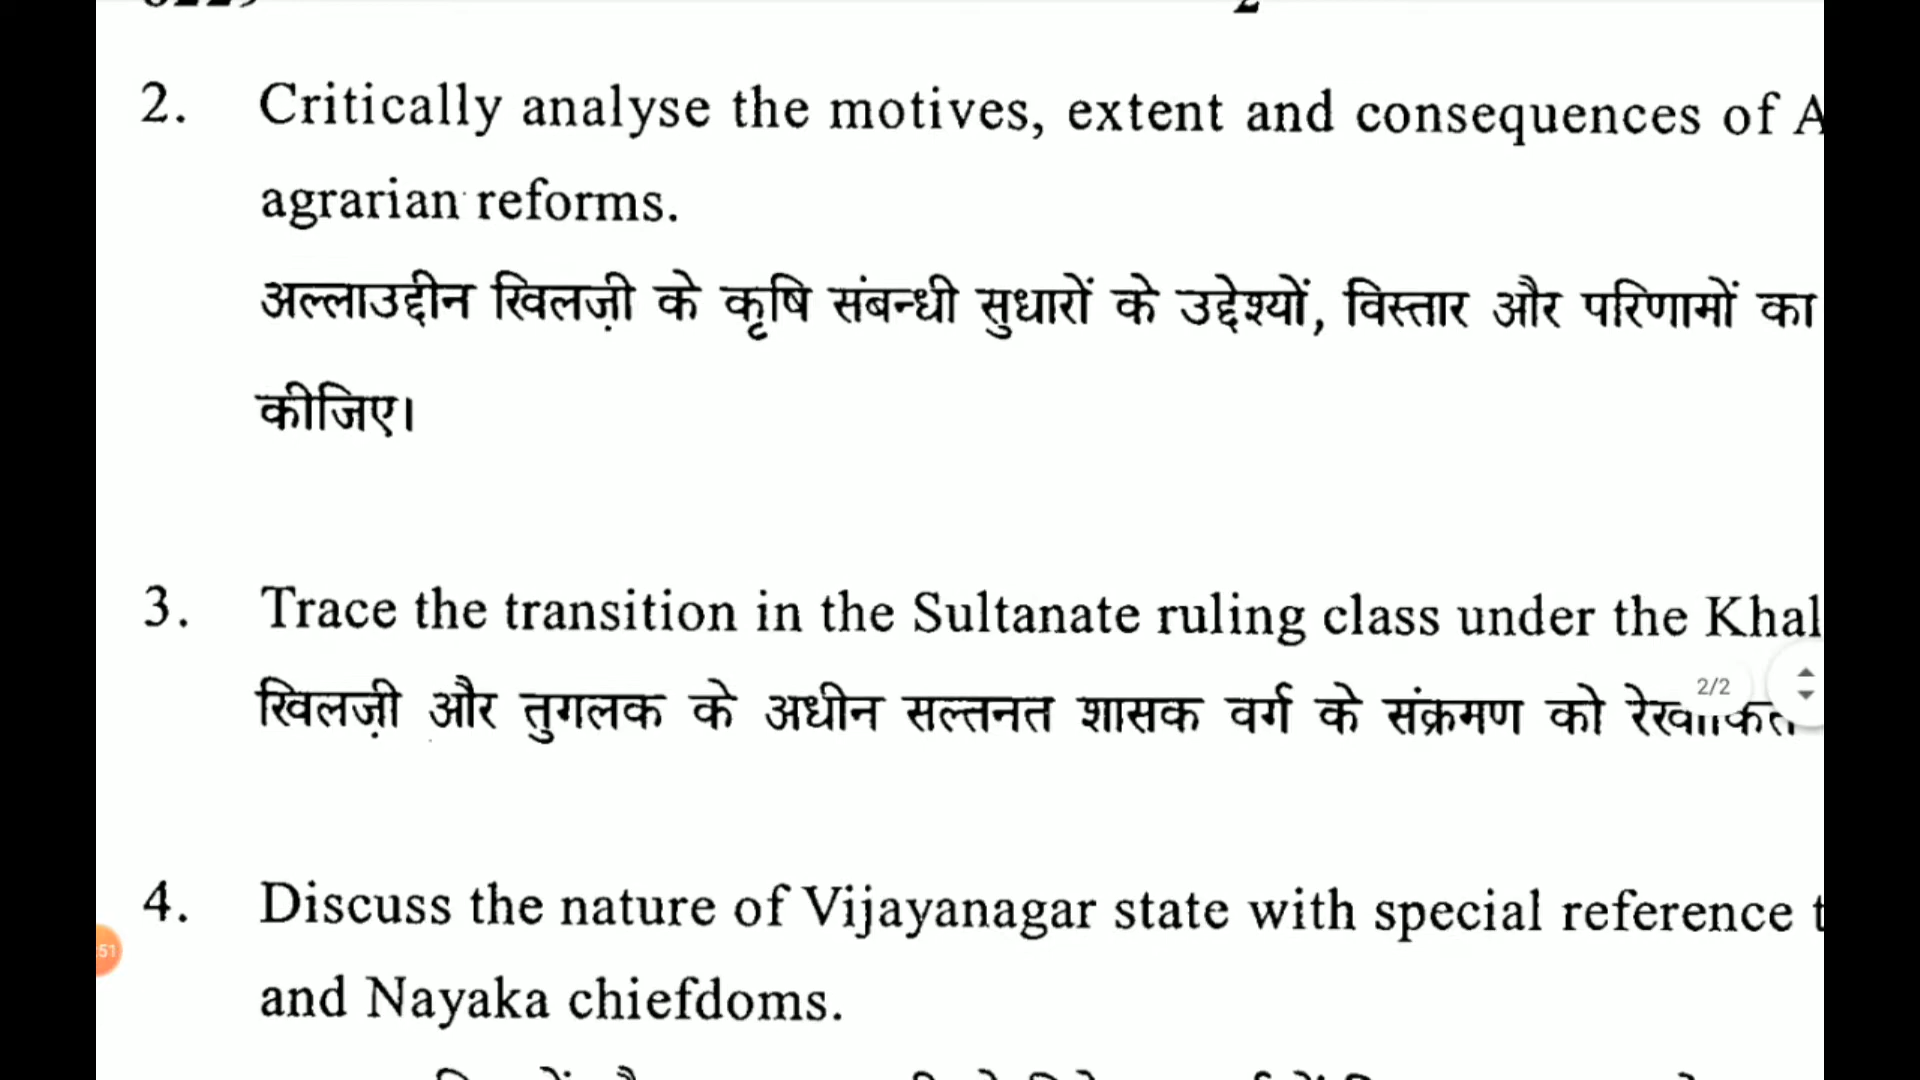 2. Critically analyse the motives, extent and consequences of
agrarian reforms.
अल्लाउद्दीन खिलज़ी के कृषि संबन्धी सुधारों के उद्देश्यों, विस्तार और परिणामों का
कीजिए।
3. Trace the transition in the Sultanate ruling class under the Khal
2/2
खिलज़ी और तुगलक के अधीन सल्तनत शासक वर्ग के संक्रमण को
4. Discuss the nature of Vijayanagar state with special reference
51
and Nayaka chiefdoms.